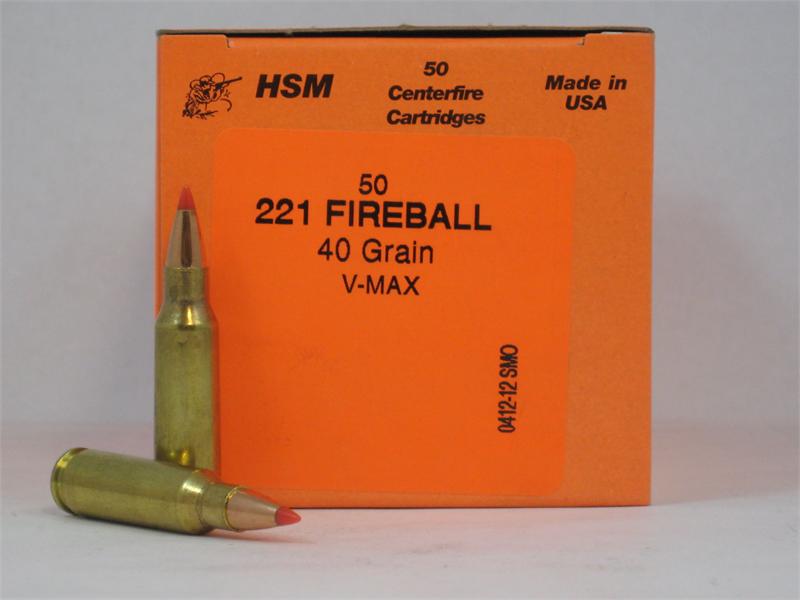 HSM
50
Centerfire
Cartridges
Made in
USA
50
221 FIREBALL
40 Grain
V-MAX
0412-12 SMO